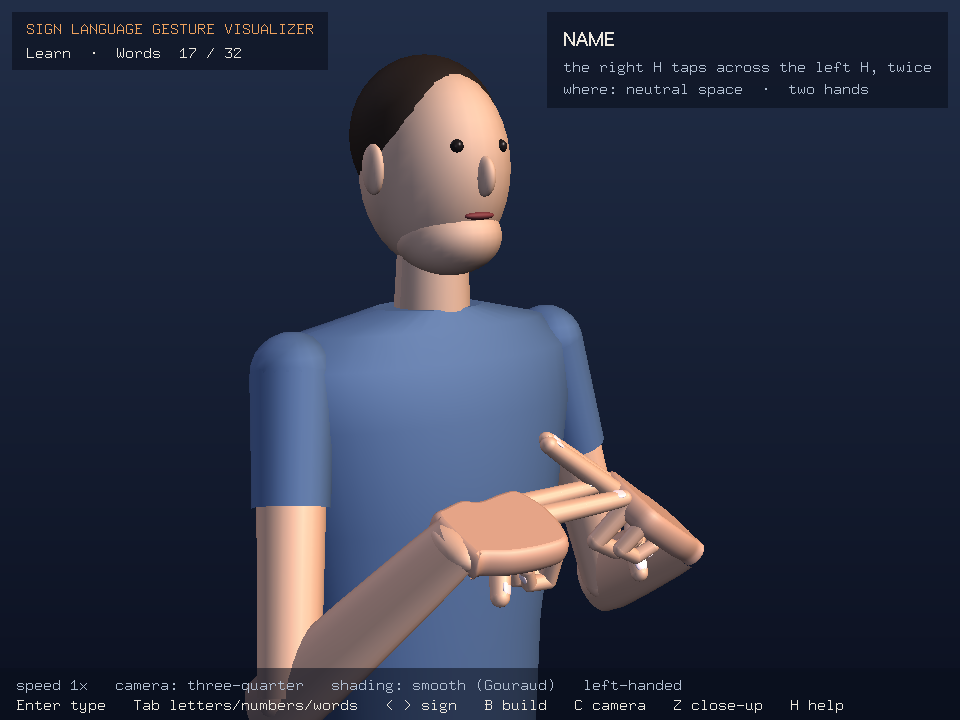 SIGN LANGUAGE GESTURE VISUALIZER
Learn · Words 17 / 32
NAME
the right H taps across the left H, twice
where: neutral space · two hands
speed 1x camera: three-quarter shading: smooth (Gouraud) left-handed
Enter type Tab letters/numbers/words < > sign B build C camera Z close-up H help